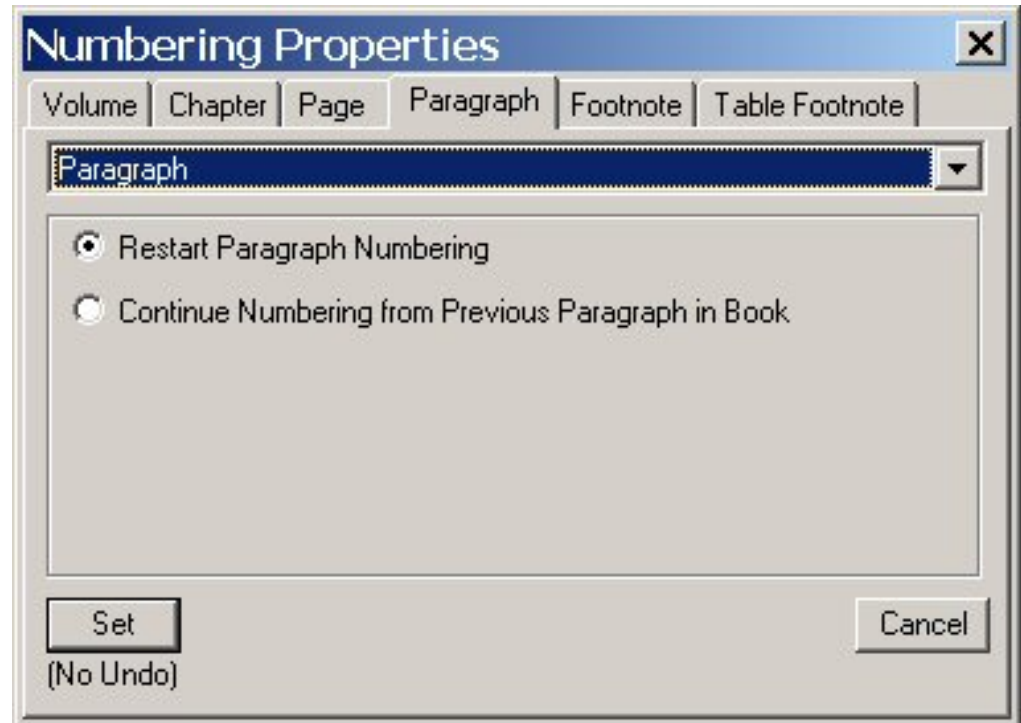 Numbering Properties
Volume Chapter Page Paragraph Footnote Table Footnote
Paragraph
Restart Paragraph Numbering
Continue Numbering from Previous Paragraph in Book
Set Cancel
(No Undo)